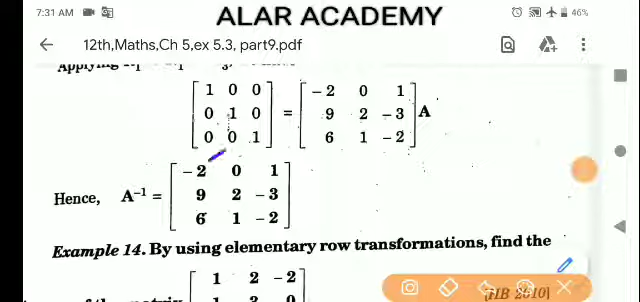 7:31 AM
ALAR ACADEMY
46%
12th,Maths,Ch 5,ex 5.3, part9.pdf
Applying
1 0 0 - 2 0 1
0 1 0 = 9 2 - 3 A
0 0 1 6 1 - 2
- 2 0 1
Hence, A-1 = 9 2 - 3
6 1 - 2
Example 14. By using elementary row transformations, find the
1 2 - 2